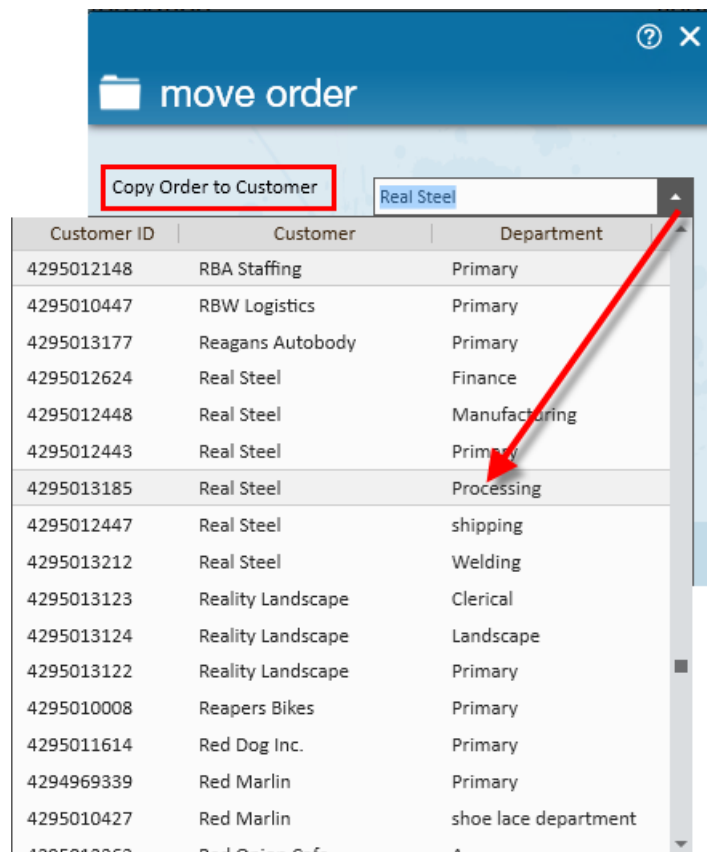 move order
Copy Order to Customer Real Steel
Customer ID Customer Department
4295012148 RBA Staffing Primary
4295010447 RBW Logistics Primary
4295013177 Reagans Autobody Primary
4295012624 Real Steel Finance
4295012448 Real Steel Manufacturing
4295012443 Real Steel Primary
4295013185 Real Steel Processing
4295012447 Real Steel shipping
4295013212 Real Steel Welding
4295013123 Reality Landscape Clerical
4295013124 Reality Landscape Landscape
4295013122 Reality Landscape Primary
4295010008 Reapers Bikes Primary
4295011614 Red Dog Inc. Primary
4294969339 Red Marlin Primary
4295010427 Red Marlin shoe lace department